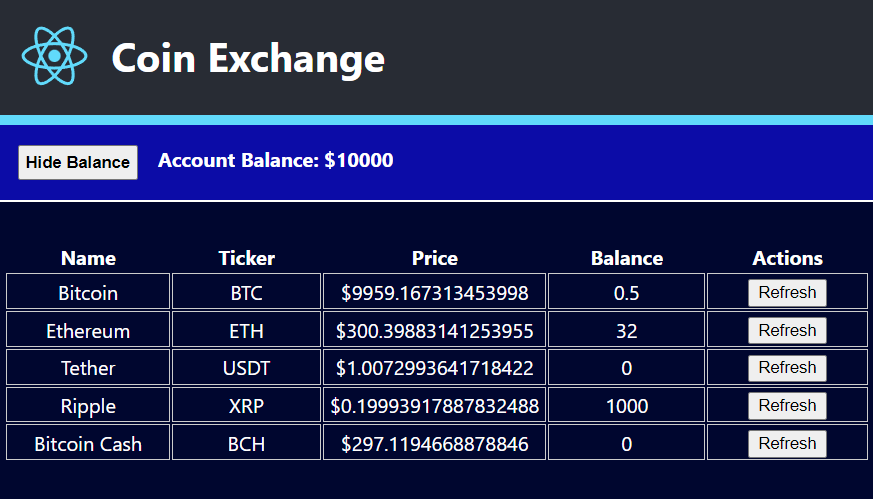 Coin Exchange
Hide Balance Account Balance: $10000
Name Ticker Price Balance Actions
Bitcoin BTC $9959.167313453998 0.5 Refresh
Ethereum ETH $300.39883141253955 32 Refresh
Tether USDT $1.0072993641718422 0 Refresh
Ripple XRP $0.19993917887832488 1000 Refresh
Bitcoin Cash BCH $297.1194668878846 0 Refresh